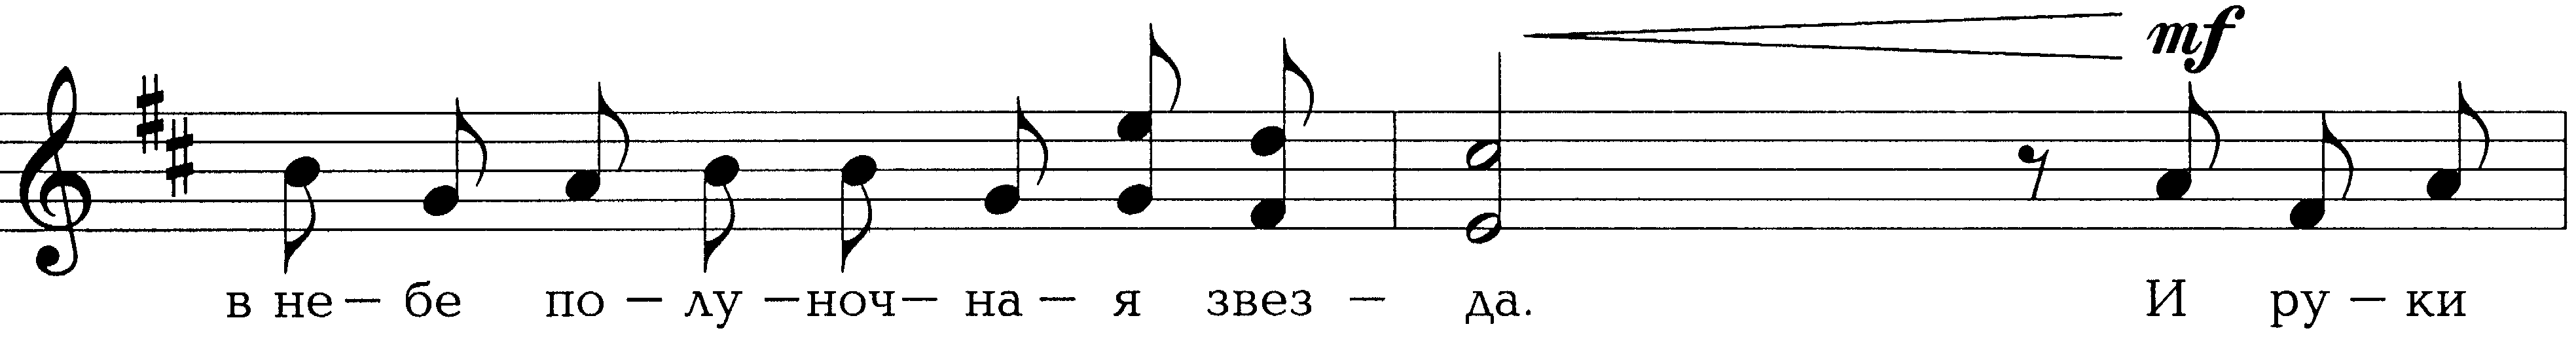 mf
в не — бе по — лу — ноч — на — я звез — да. И ру — ки